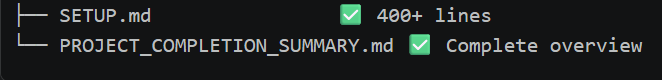 ├── SETUP.md ✅ 400+ lines
└── PROJECT_COMPLETION_SUMMARY.md ✅ Complete overview